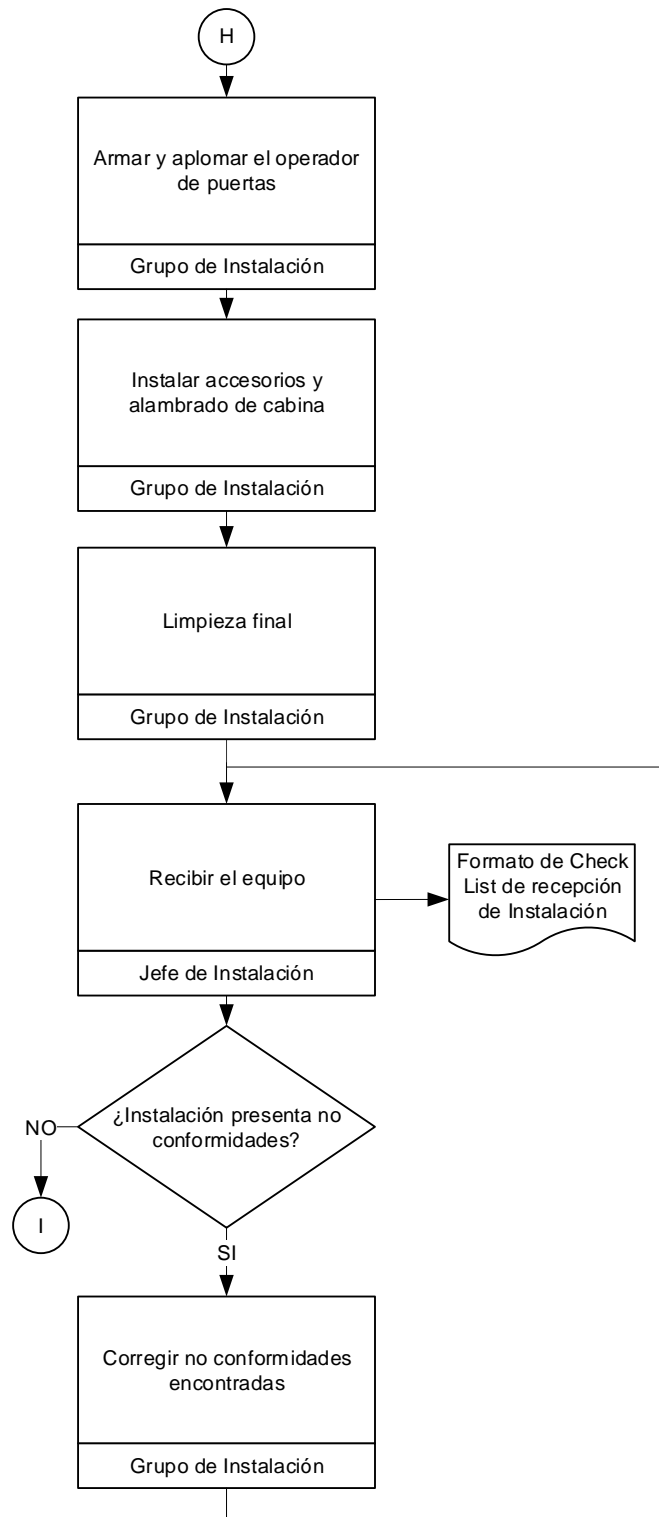 H
Armar y aplomar el operador
de puertas
Grupo de Instalación
Instalar accesorios y
alambrado de cabina
Grupo de Instalación
Limpieza final
Grupo de Instalación
Recibir el equipo
Jefe de Instalación
Formato de Check
List de recepción
de Instalación
¿Instalación presenta no
conformidades?
NO
I
SI
Corregir no conformidades
encontradas
Grupo de Instalación